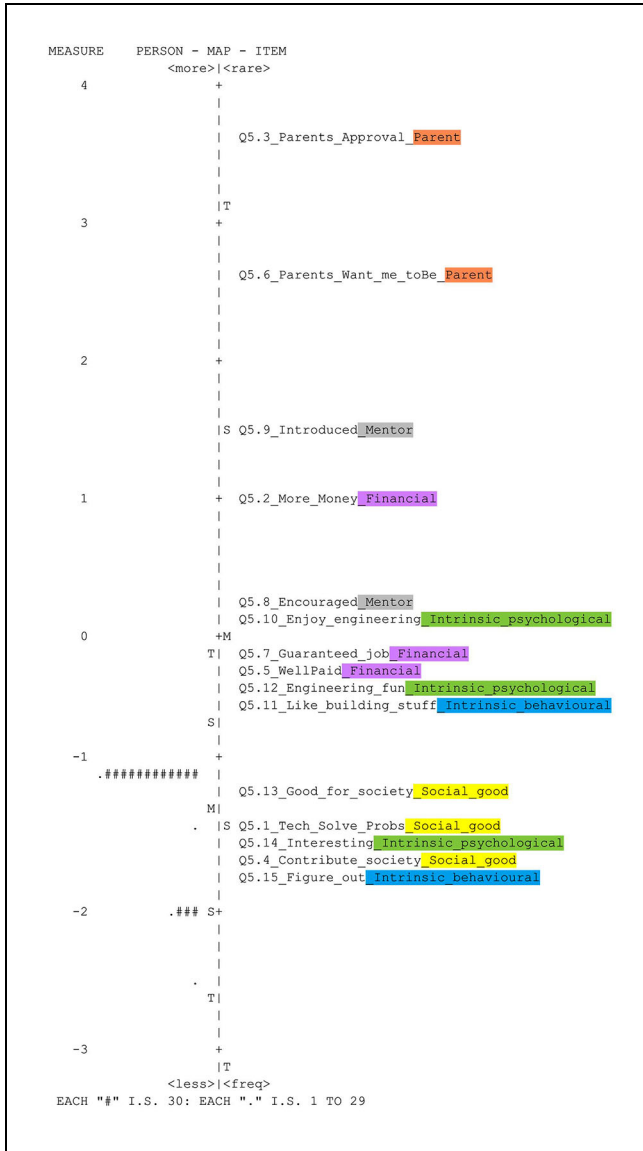 MEASURE PERSON - MAP - ITEM
<more>|<rare>
4 +
|
|
| Q5.3_Parents_Approval_Parent
|
|
|
|T
3 +
|
|
| Q5.6_Parents_Want_me_toBe_Parent
|
|
|
|
2 +
|
|
|
|S Q5.9_Introduced_Mentor
|
|
|
1 + Q5.2_More_Money_Financial
|
|
|
|
|
| Q5.8_Encouraged_Mentor
| Q5.10_Enjoy_engineering_Intrinsic_psychological
0 +M
T| Q5.7_Guaranteed_job_Financial
| Q5.5_WellPaid_Financial
| Q5.12_Engineering_fun_Intrinsic_psychological
| Q5.11_Like_building_stuff_Intrinsic_behavioural
S|
|
-1 +
.############ |
| Q5.13_Good_for_society_Social_good
M|
. |S Q5.1_Tech_Solve_Probs_Social_good
| Q5.14_Interesting_Intrinsic_psychological
| Q5.4_Contribute_society_Social_good
| Q5.15_Figure_out_Intrinsic_behavioural
|
-2 .### S+
|
|
|
. |
T|
|
|
-3 +
|T
<less>|<freq>
EACH "#" I.S. 30: EACH "." I.S. 1 TO 29